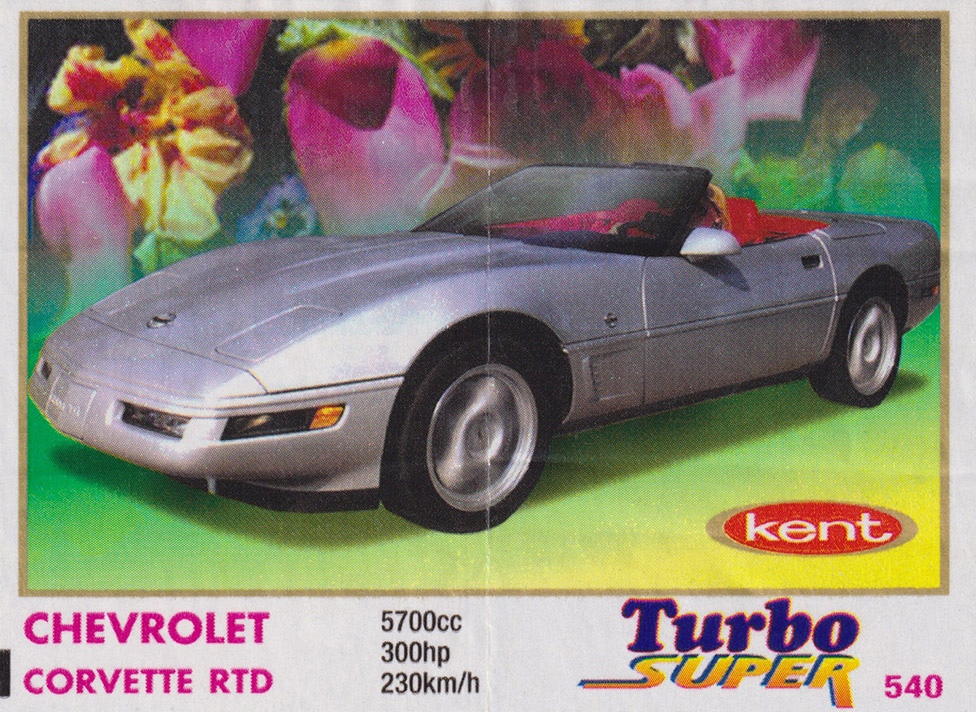 kent
CHEVROLET
CORVETTE RTD
5700cc
300hp
230km/h
Turbo
SUPER
540